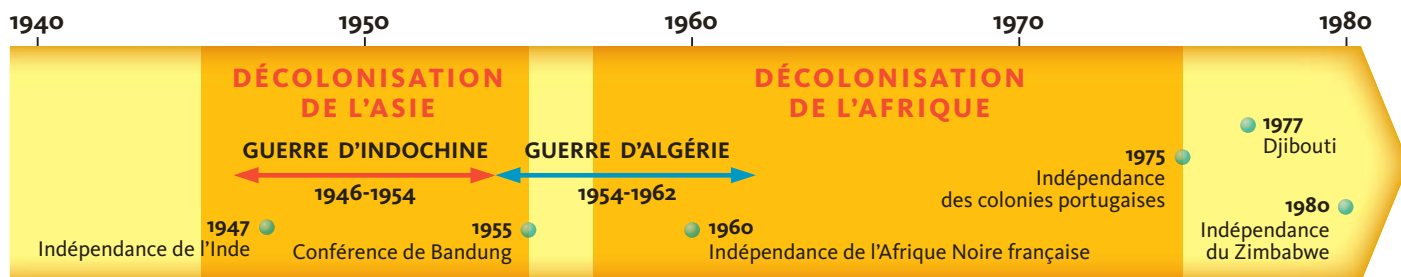 1940 1950 1960 1970 1980
DÉCOLONISATION
DE L'ASIE
DÉCOLONISATION
DE L'AFRIQUE
GUERRE D'INDOCHINE
1946-1954
GUERRE D'ALGÉRIE
1954-1962
1947
Indépendance de l'Inde
1955
Conférence de Bandung
1960
Indépendance de l'Afrique Noire française
1975
Indépendance
des colonies portugaises
1977
Djibouti
1980
Indépendance
du Zimbabwe